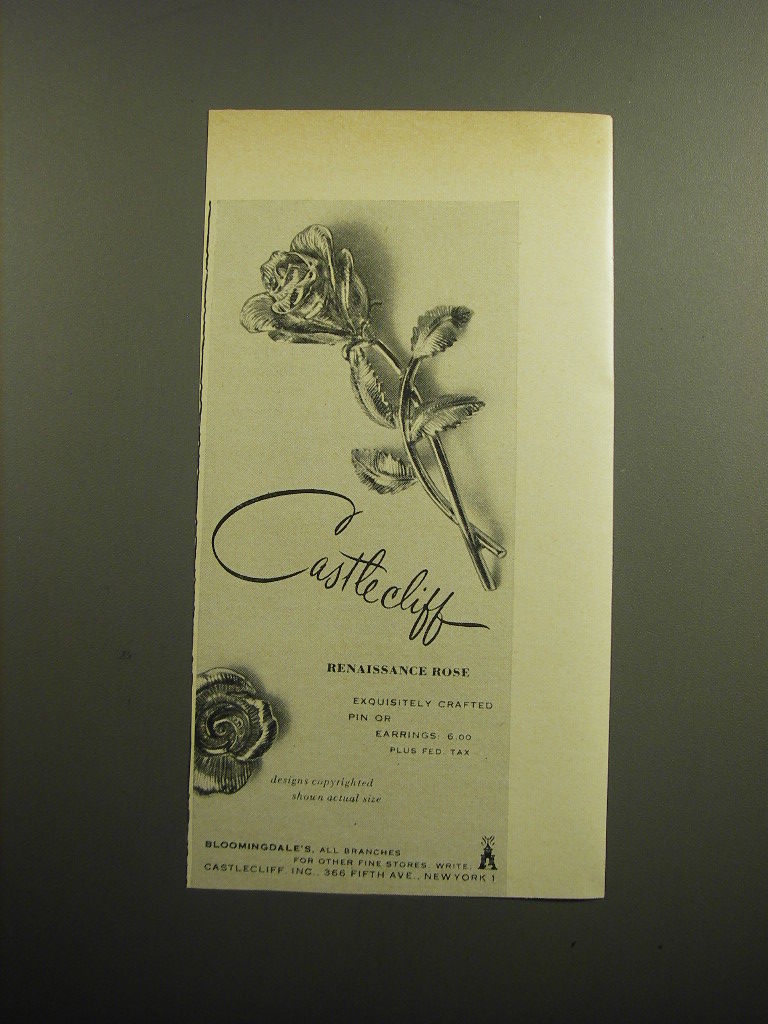 Castlecliff
RENAISSANCE ROSE
EXQUISITELY CRAFTED
PIN OR
EARRINGS: 6.00
PLUS FED. TAX
designs copyrighted
shown actual size
BLOOMINGDALE'S, ALL BRANCHES
FOR OTHER FINE STORES, WRITE:
CASTLECLIFF, INC., 366 FIFTH AVE., NEW YORK 1